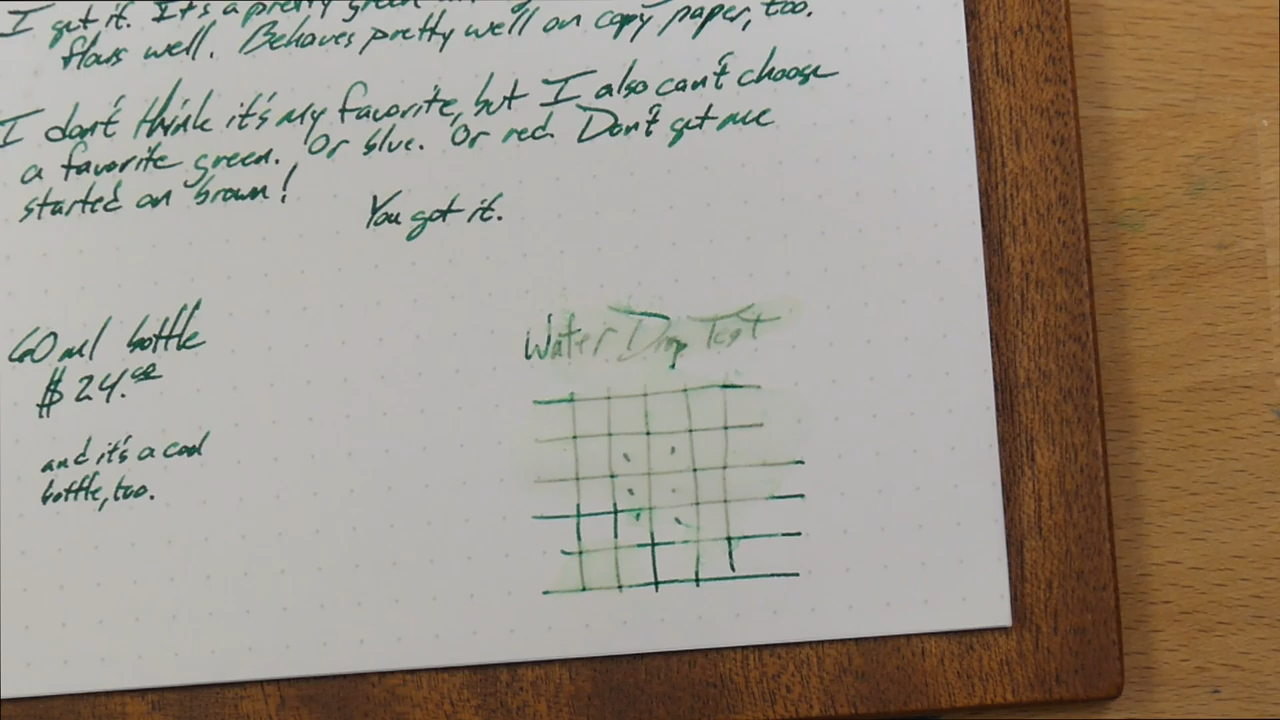 I get it. It's a pretty green
flows well. Behaves pretty well on copy paper, too.
I don't think it's my favorite, but I also can't choose
a favorite green. Or blue. Or red. Don't get me
started on brown!
You got it.
60 ml bottle
$24.00
and it's a cool
bottle, too.
Water Drop Test